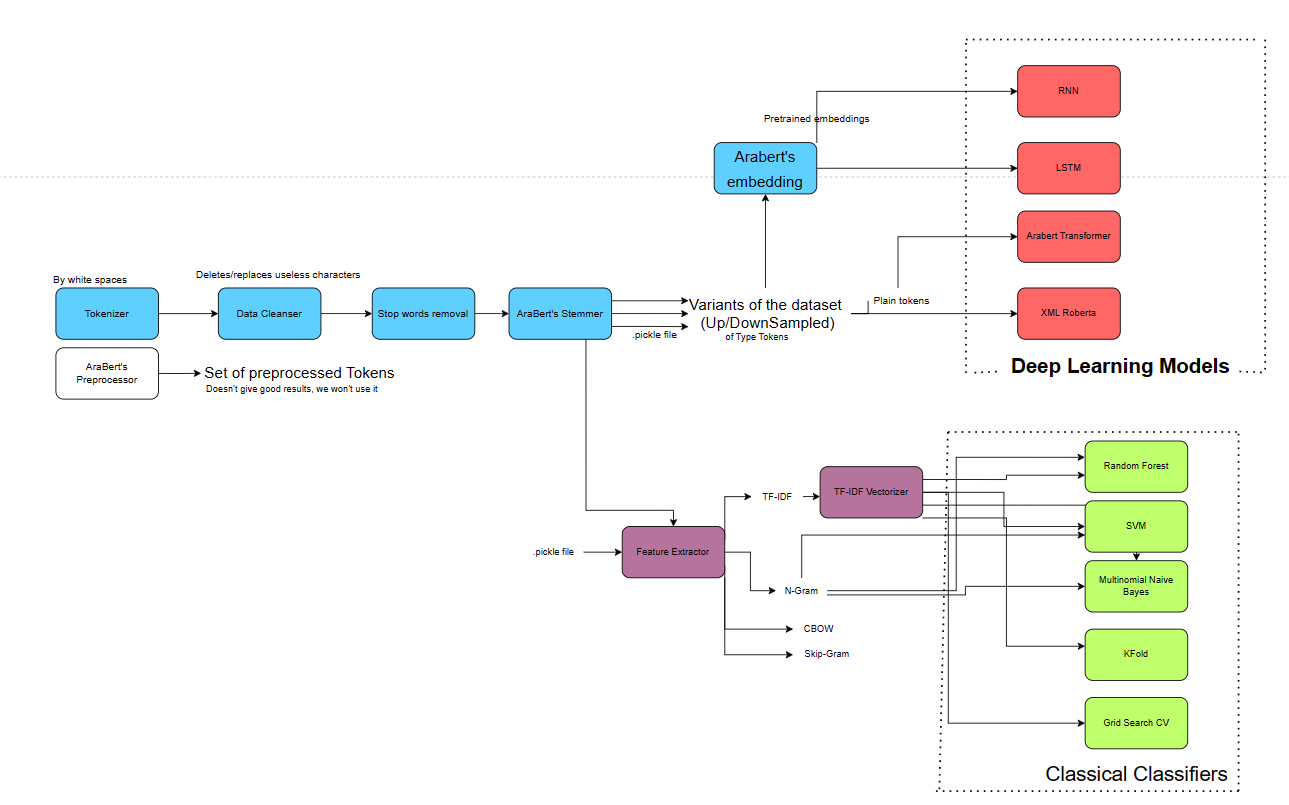 RNN
Pretrained embeddings
Arabert's
embedding
LSTM
Arabert Transformer
By white spaces
Deletes/replaces useless characters
Tokenizer
Data Cleanser
Stop words removal
AraBert's Stemmer
.pickle file
Variants of the dataset
(Up/DownSampled)
of Type Tokens
Plain tokens
XML Roberta
Deep Learning Models
AraBert's
Preprocessor
Set of preprocessed Tokens
Doesn't give good results, we won't use it
Random Forest
TF-IDF
TF-IDF Vectorizer
SVM
.pickle file
Feature Extractor
N-Gram
Multinomial Naive
Bayes
CBOW
Skip-Gram
KFold
Grid Search CV
Classical Classifiers